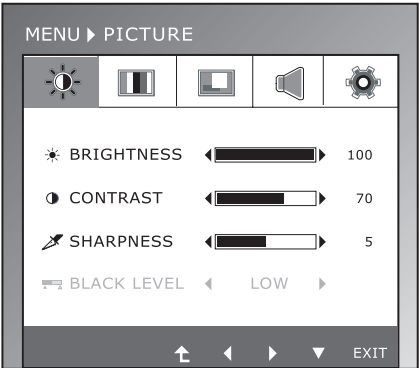 MENU PICTURE
BRIGHTNESS 100
CONTRAST 70
SHARPNESS 5
BLACK LEVEL LOW
EXIT